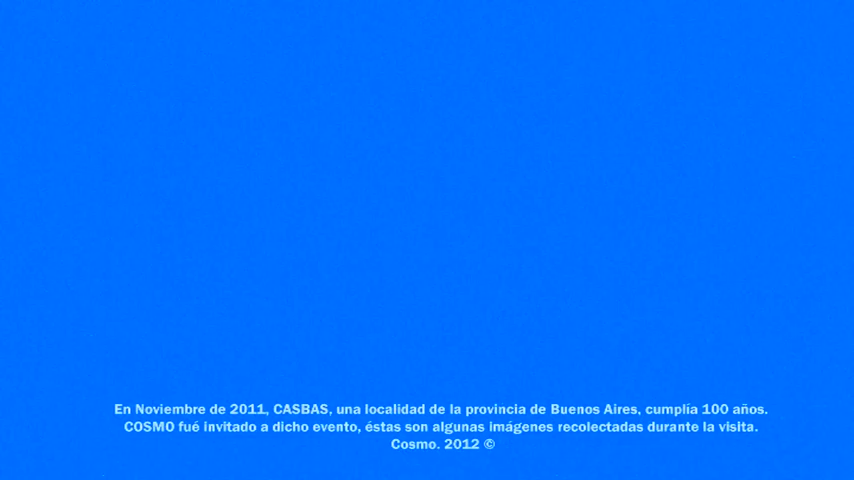 En Noviembre de 2011, CASBAS, una localidad de la provincia de Buenos Aires, cumplía 100 años.
COSMO fué invitado a dicho evento, éstas son algunas imágenes recolectadas durante la visita.
Cosmo. 2012 ©